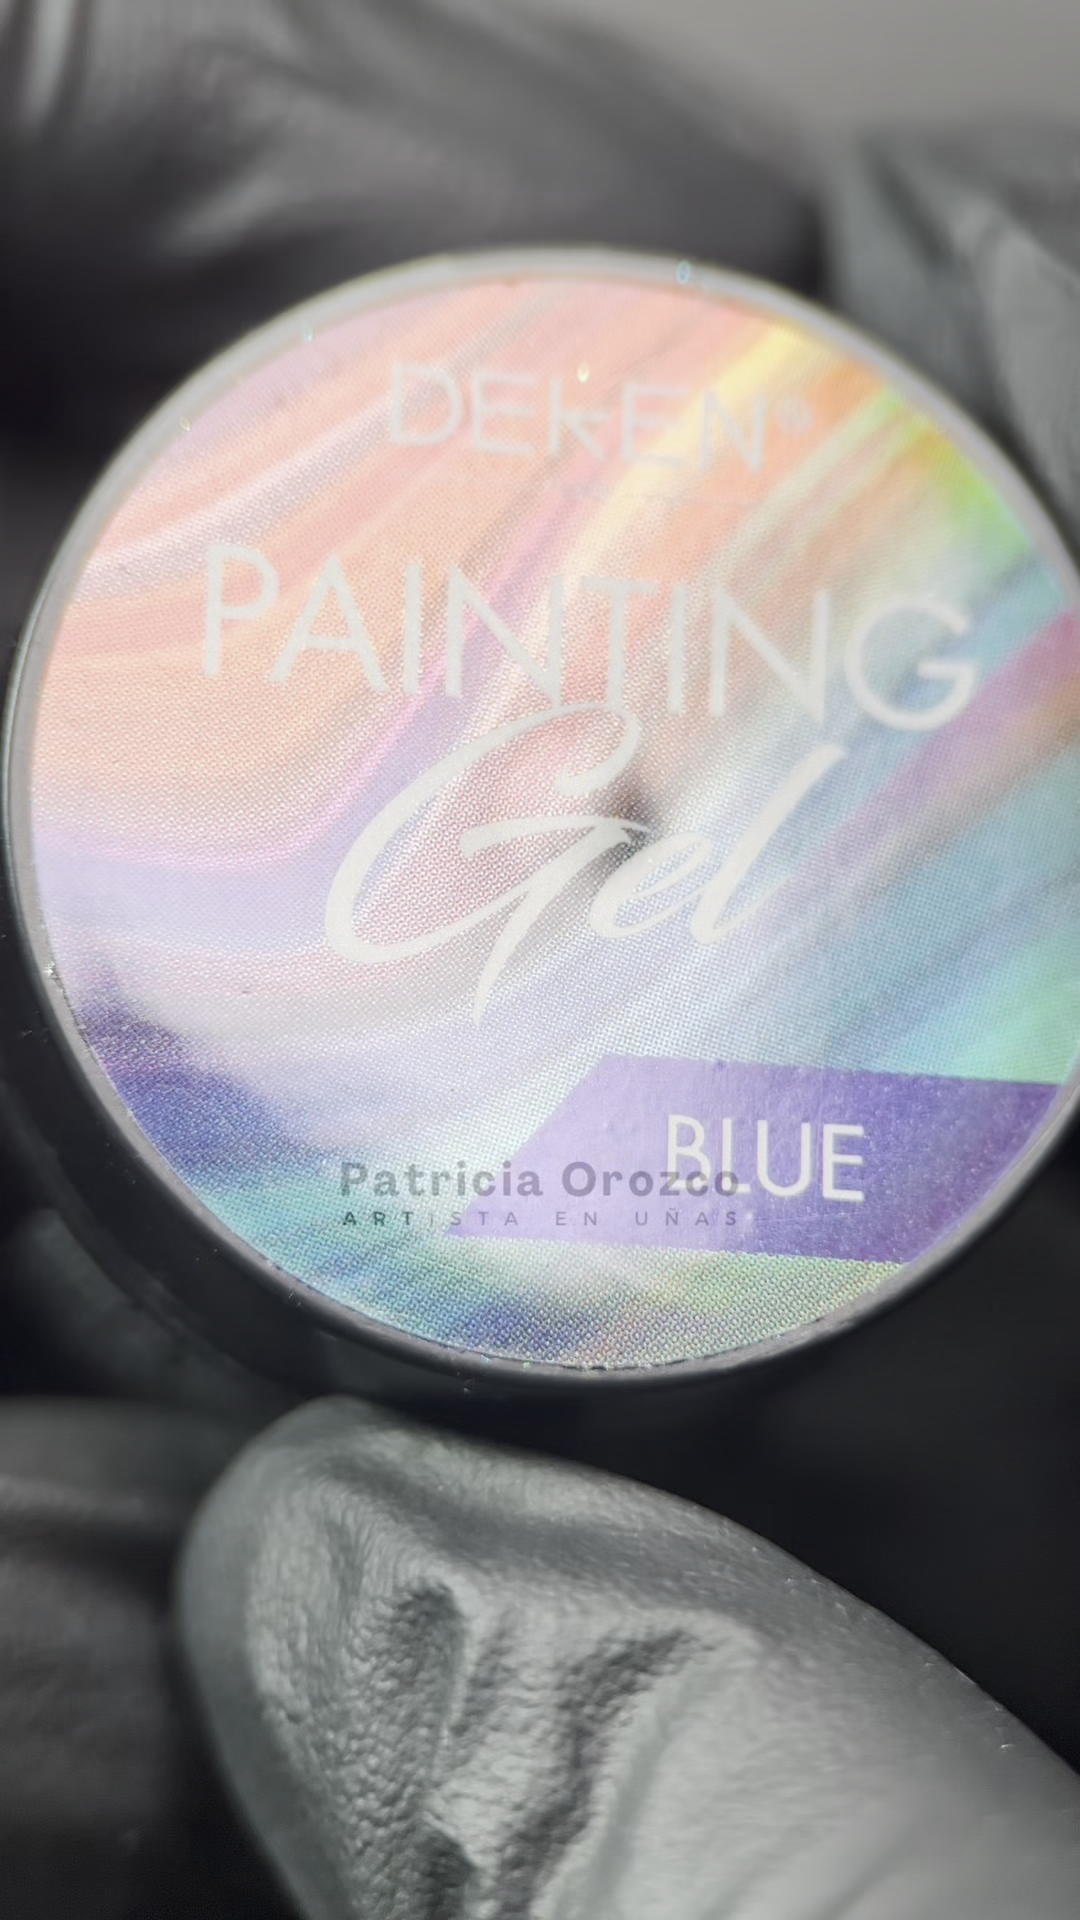 DEKEN®
PAINTING
Gel
BLUE
Patricia Orozco
ARTISTA EN UÑAS